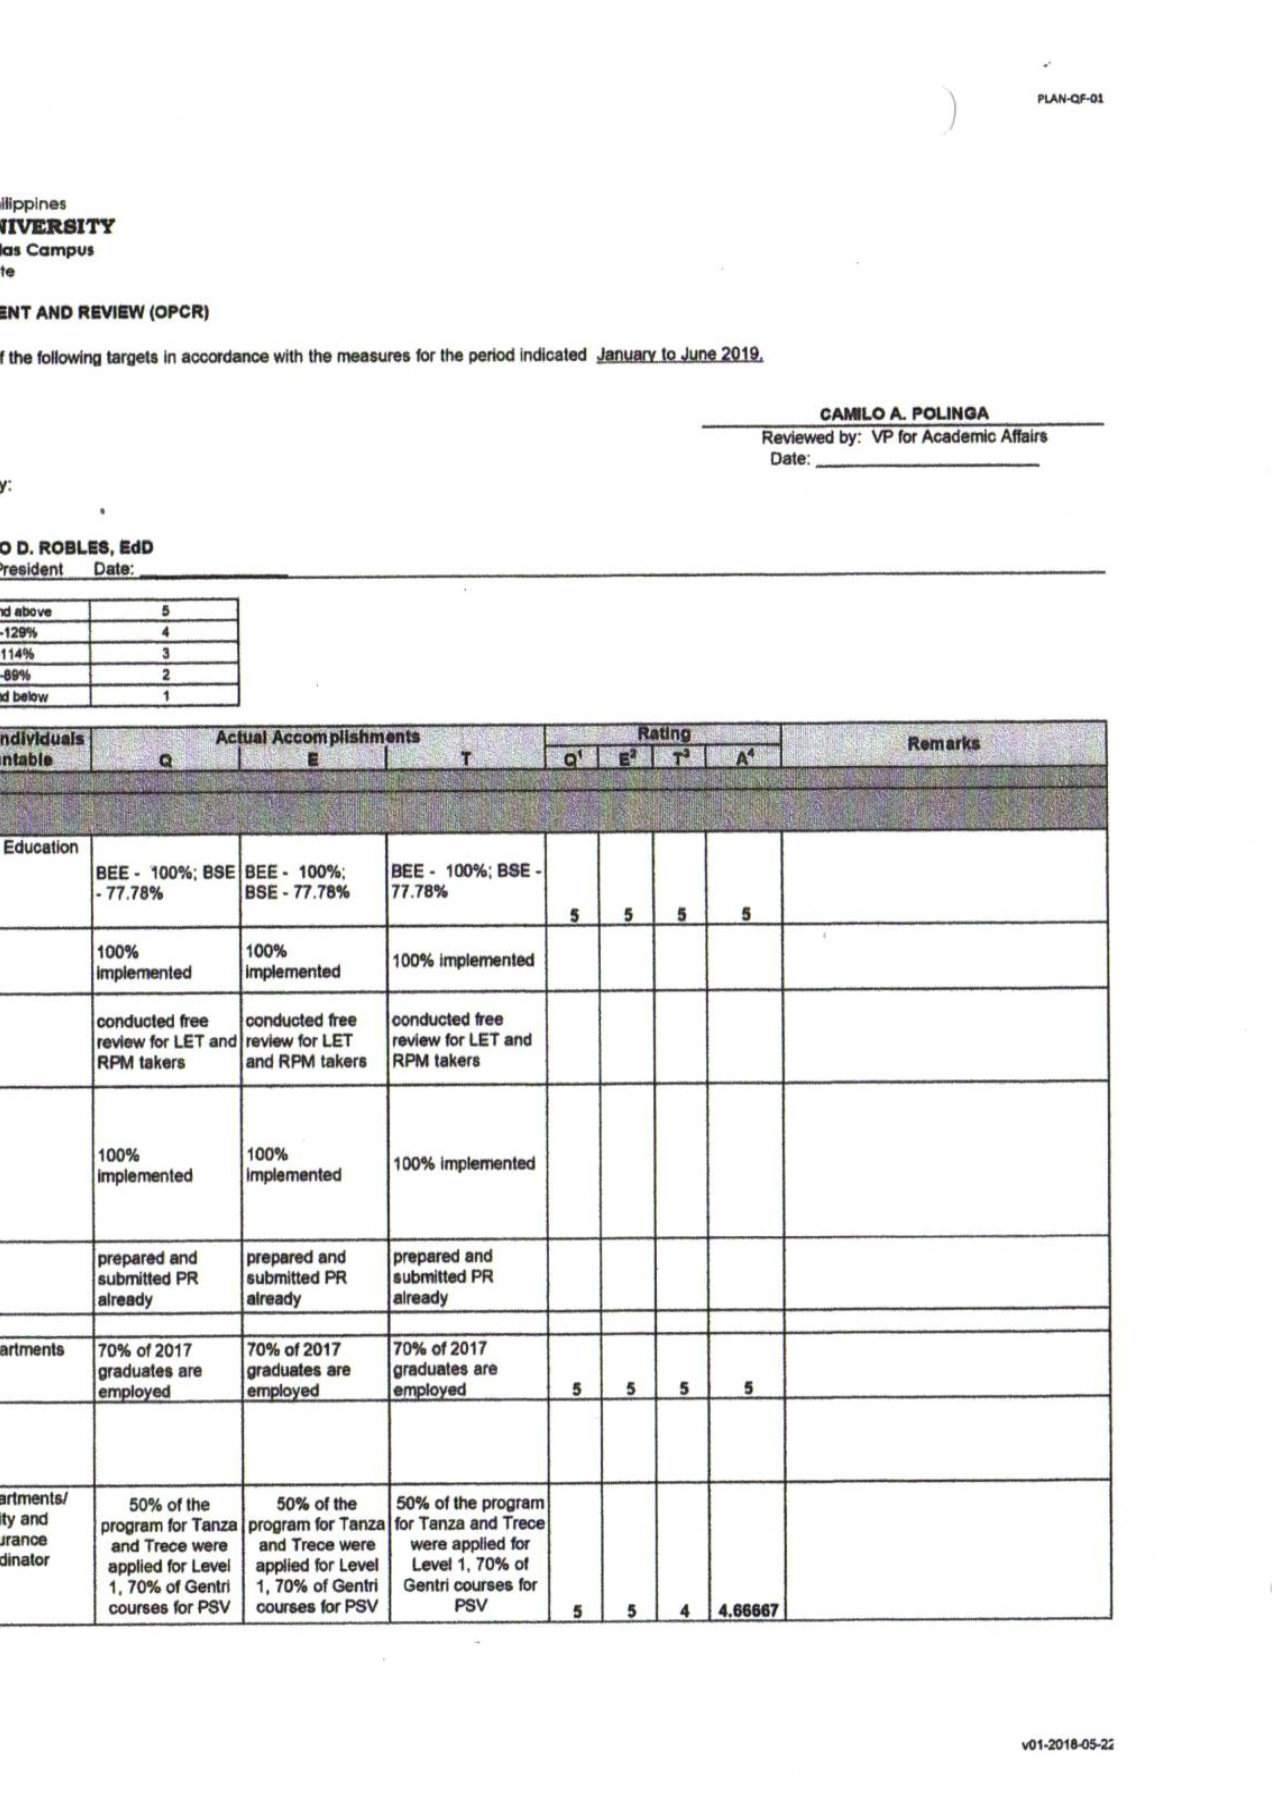 PLAN-QF-01
ilippines
NIVERSITY
las Campus
te
ENT AND REVIEW (OPCR)
f the following targets in accordance with the measures for the period indicated January to June 2019.
CAMILO A. POLINGA
Reviewed by: VP for Academic Affairs
Date:
y:
O D. ROBLES, EdD
President Date:
nd above 5
-129% 4
114% 3
-89% 2
d below 1
ndividuals Actual Accomplishments Rating Remarks
ntable Q E T Q¹ E² T³ A⁴
Education
BEE - 100%; BSE BEE - 100%; BEE - 100%; BSE -
- 77.78% BSE - 77.78% 77.78%
5 5 5 5
100% 100% 100% implemented
implemented implemented
conducted free conducted free conducted free
review for LET and review for LET review for LET and
RPM takers and RPM takers RPM takers
100% 100% 100% implemented
implemented implemented
prepared and prepared and prepared and
submitted PR submitted PR submitted PR
already already already
artments 70% of 2017 70% of 2017 70% of 2017
graduates are graduates are graduates are
employed employed employed 5 5 5 5
artments/ 50% of the 50% of the 50% of the program
ity and program for Tanza program for Tanza for Tanza and Trece
urance and Trece were and Trece were were applied for
dinator applied for Level applied for Level Level 1, 70% of
1, 70% of Gentri 1, 70% of Gentri Gentri courses for
courses for PSV courses for PSV PSV 5 5 4 4.66667
v01-2018-05-22